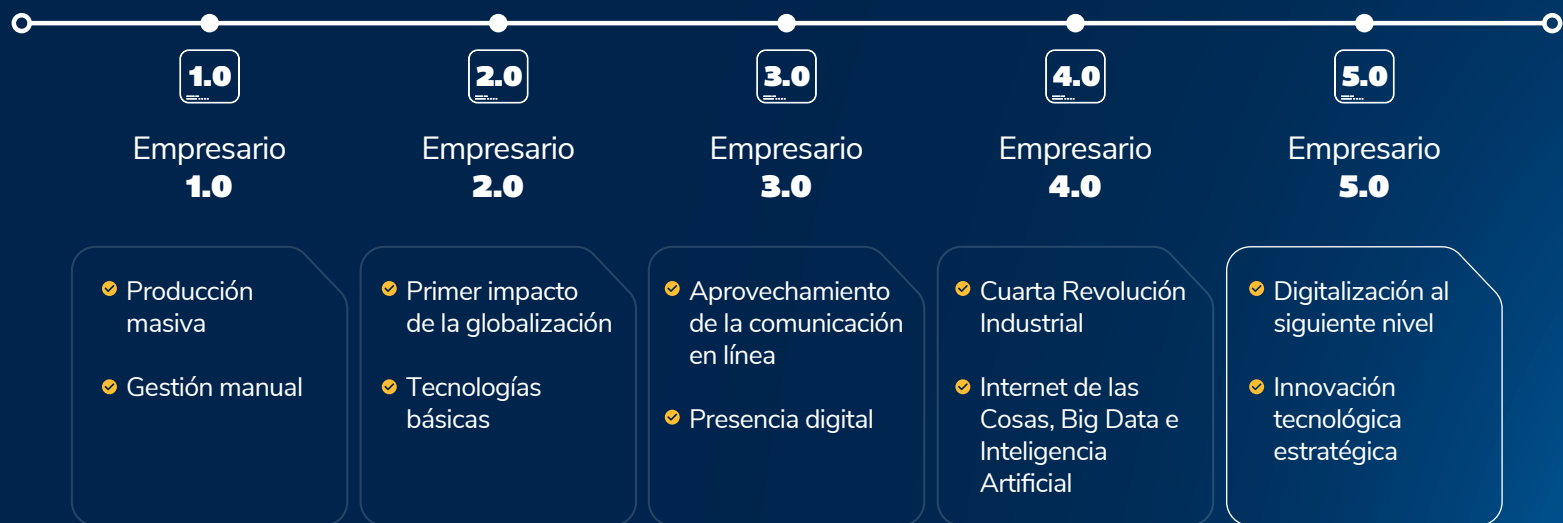 1.0
2.0
3.0
4.0
5.0
Empresario
1.0
Empresario
2.0
Empresario
3.0
Empresario
4.0
Empresario
5.0
Producción
masiva
Gestión manual
Primer impacto
de la globalización
Tecnologías
básicas
Aprovechamiento
de la comunicación
en línea
Presencia digital
Cuarta Revolución
Industrial
Internet de las
Cosas, Big Data e
Inteligencia
Artificial
Digitalización al
siguiente nivel
Innovación
tecnológica
estratégica